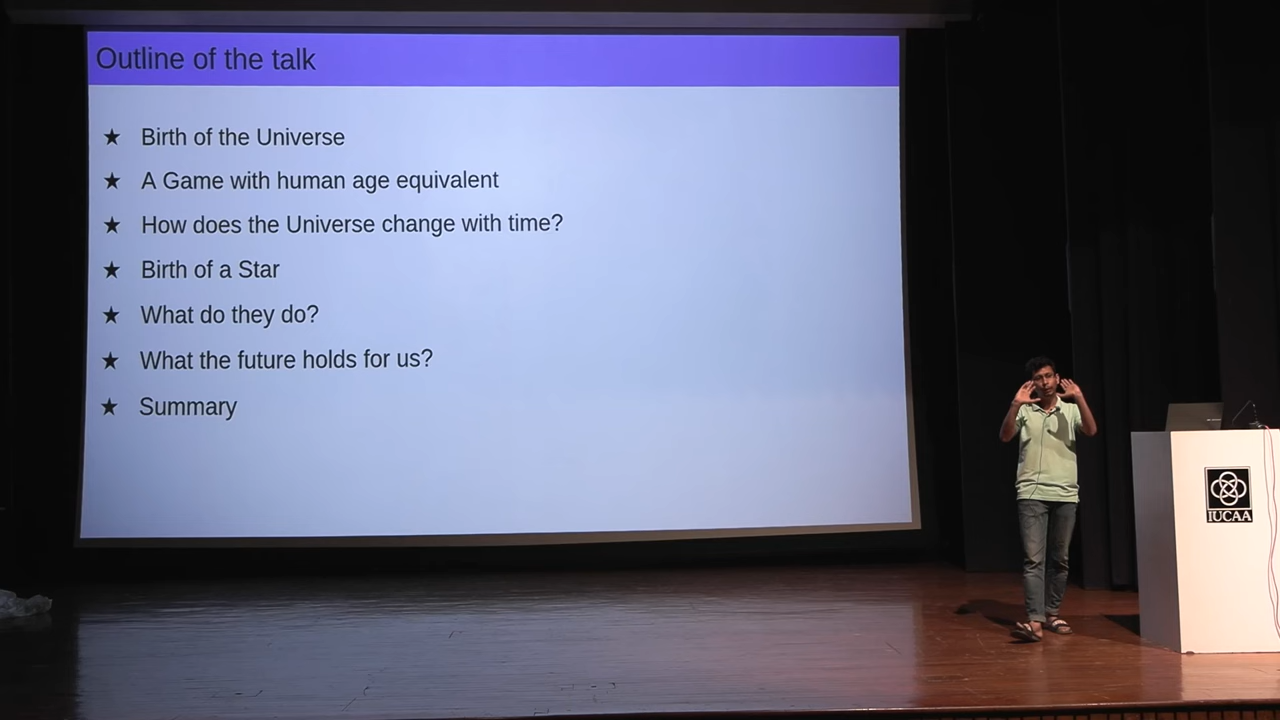 Outline of the talk
★ Birth of the Universe
★ A Game with human age equivalent
★ How does the Universe change with time?
★ Birth of a Star
★ What do they do?
★ What the future holds for us?
★ Summary
IUCAA